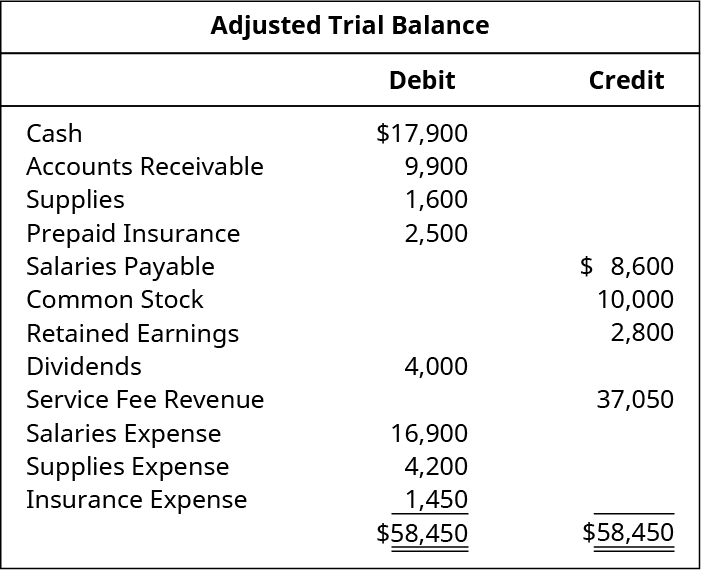 Adjusted Trial Balance
Debit Credit
Cash $17,900
Accounts Receivable 9,900
Supplies 1,600
Prepaid Insurance 2,500
Salaries Payable $ 8,600
Common Stock 10,000
Retained Earnings 2,800
Dividends 4,000
Service Fee Revenue 37,050
Salaries Expense 16,900
Supplies Expense 4,200
Insurance Expense 1,450
$58,450 $58,450